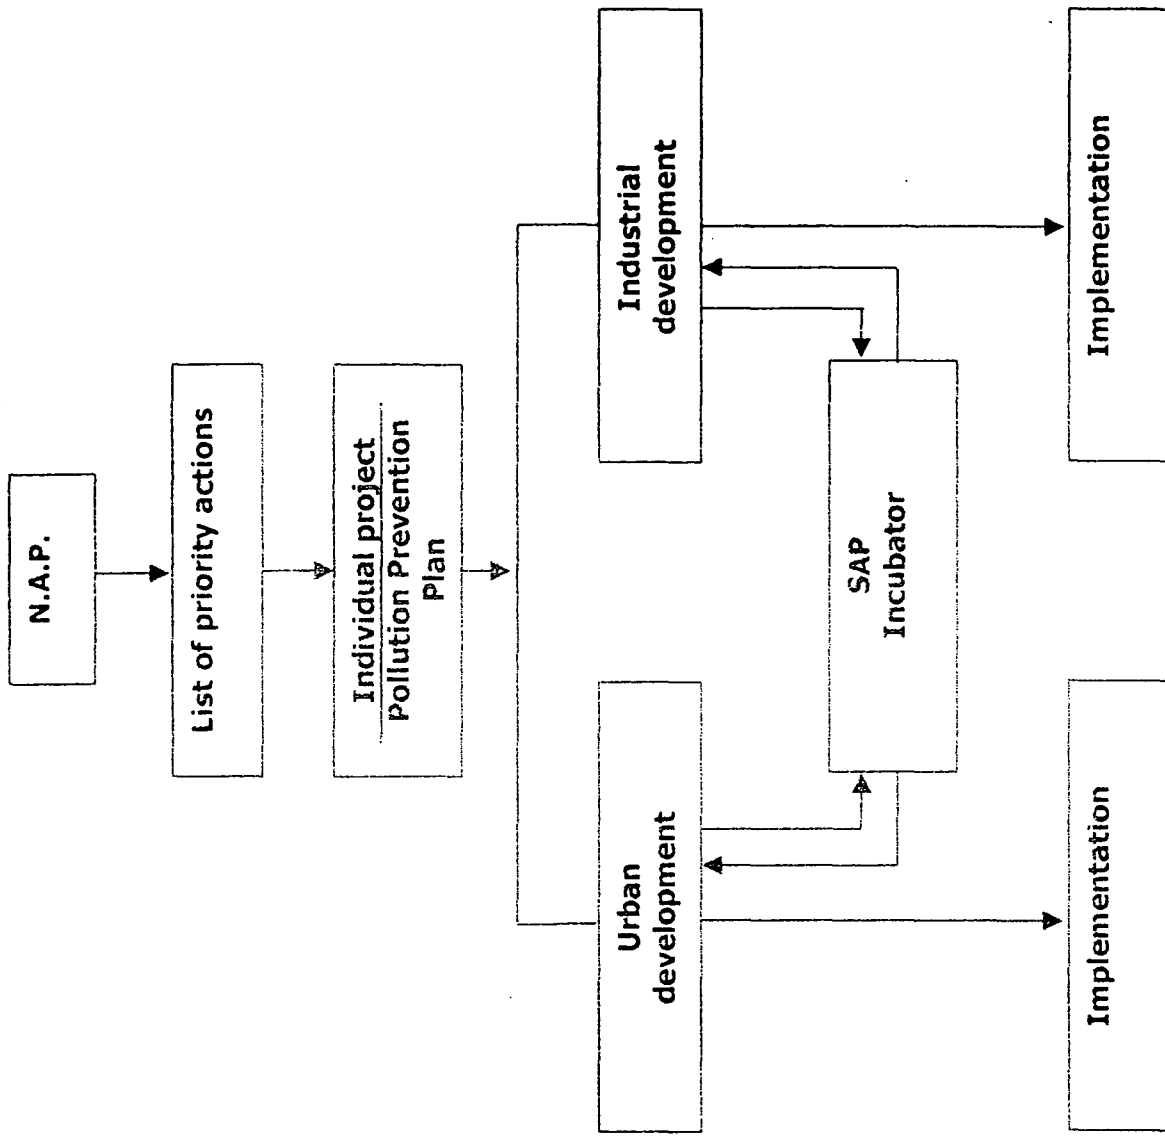 N.A.P.
List of priority actions
Individual project
Pollution Prevention
Plan
Urban
development
Industrial
development
SAP
Incubator
Implementation
Implementation